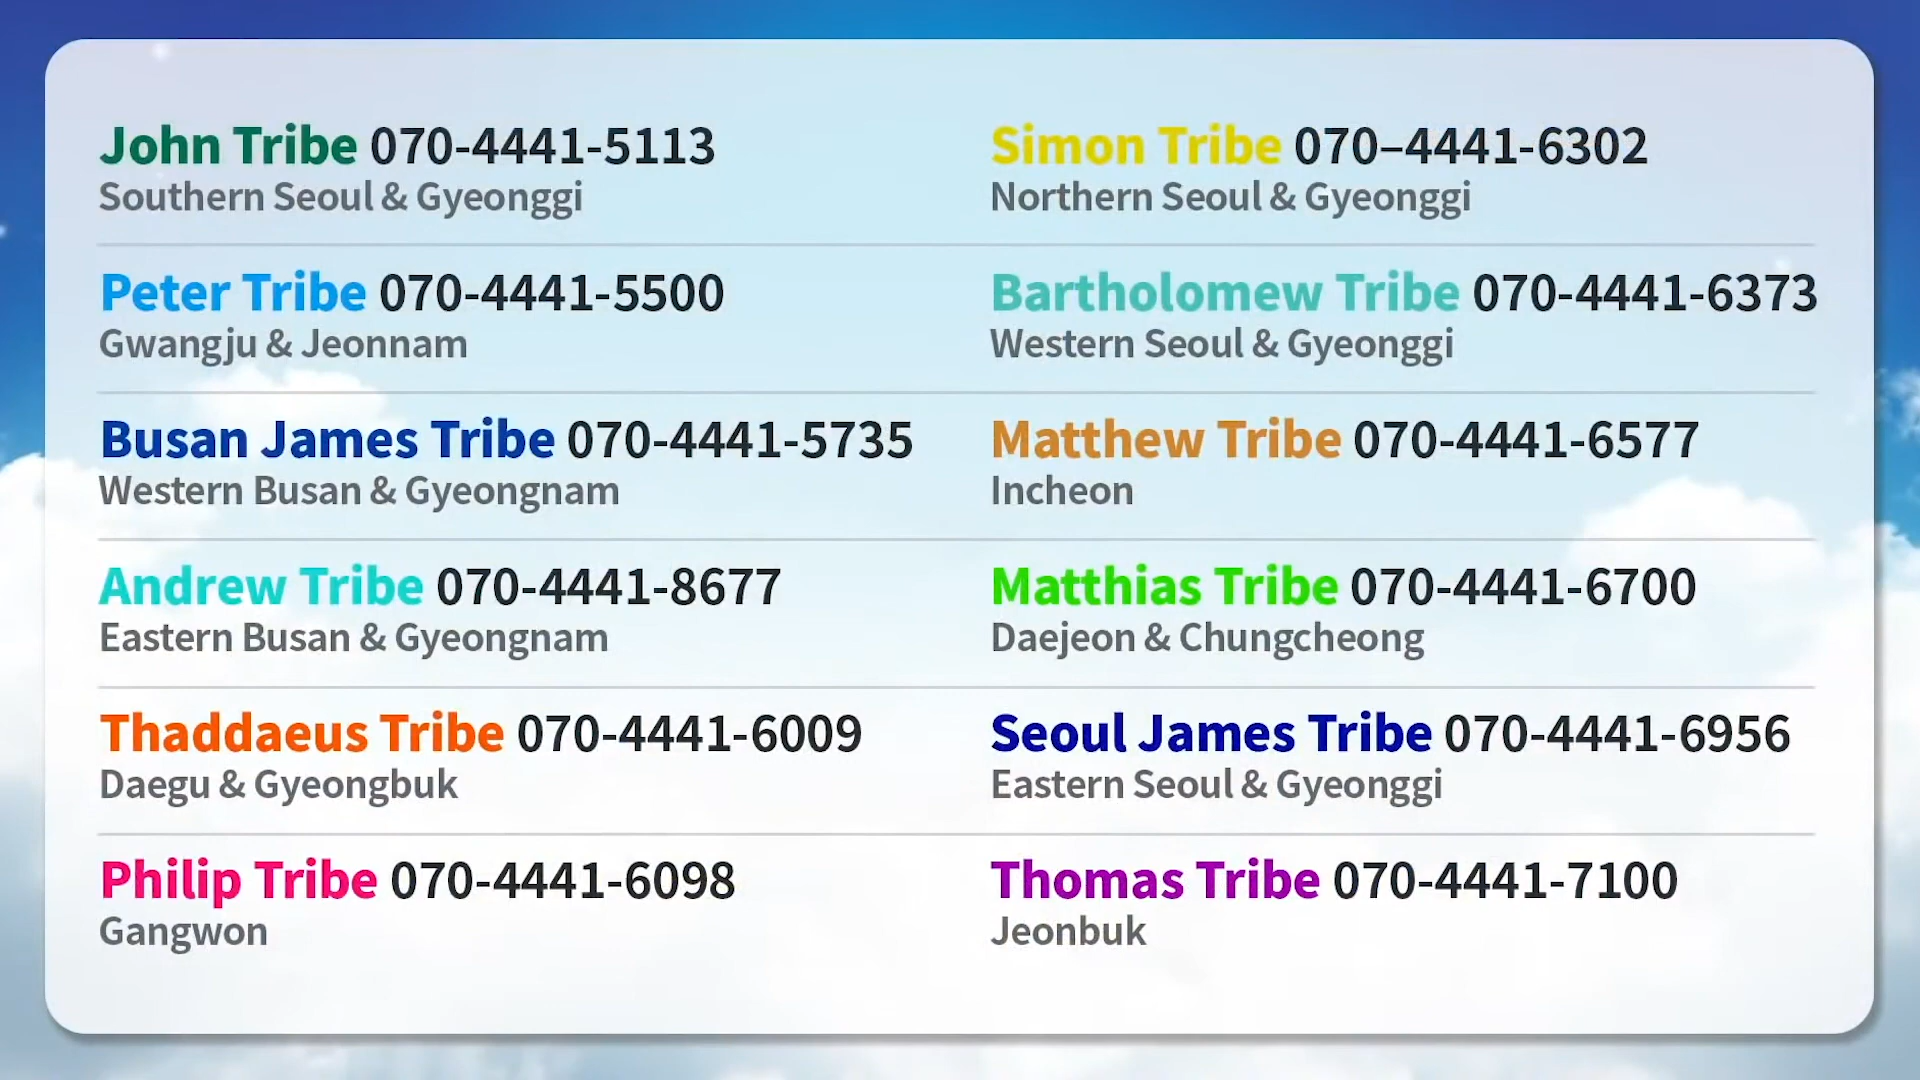 John Tribe 070-4441-5113
Southern Seoul & Gyeonggi
Simon Tribe 070–4441-6302
Northern Seoul & Gyeonggi
Peter Tribe 070-4441-5500
Gwangju & Jeonnam
Bartholomew Tribe 070-4441-6373
Western Seoul & Gyeonggi
Busan James Tribe 070-4441-5735
Western Busan & Gyeongnam
Matthew Tribe 070-4441-6577
Incheon
Andrew Tribe 070-4441-8677
Eastern Busan & Gyeongnam
Matthias Tribe 070-4441-6700
Daejeon & Chungcheong
Thaddaeus Tribe 070-4441-6009
Daegu & Gyeongbuk
Seoul James Tribe 070-4441-6956
Eastern Seoul & Gyeonggi
Philip Tribe 070-4441-6098
Gangwon
Thomas Tribe 070-4441-7100
Jeonbuk